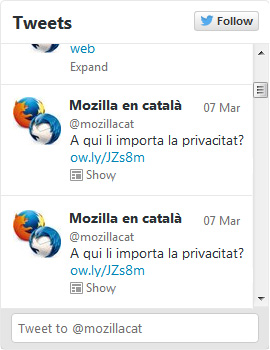 Tweets
Follow
web
Expand
Mozilla en català 07 Mar
@mozillacat
A qui li importa la privacitat?
ow.ly/JZs8m
Show
Mozilla en català 07 Mar
@mozillacat
A qui li importa la privacitat?
ow.ly/JZs8m
Show
Tweet to @mozillacat